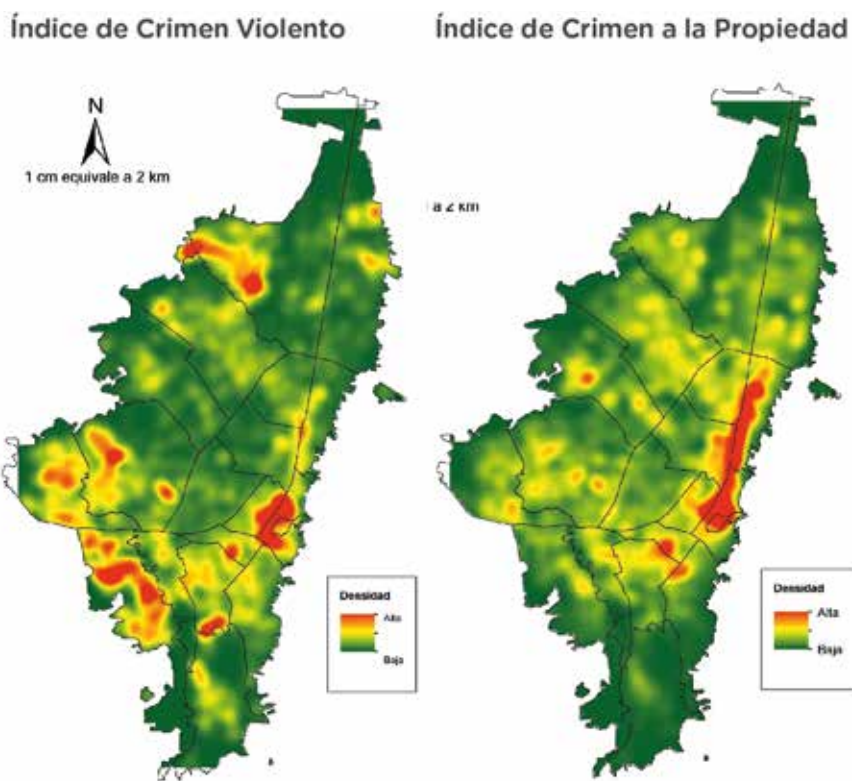 Índice de Crimen Violento
Índice de Crimen a la Propiedad
N
1 cm equivale a 2 km
a 2 km
Densidad
Alta
Baja
Densidad
Alta
Baja